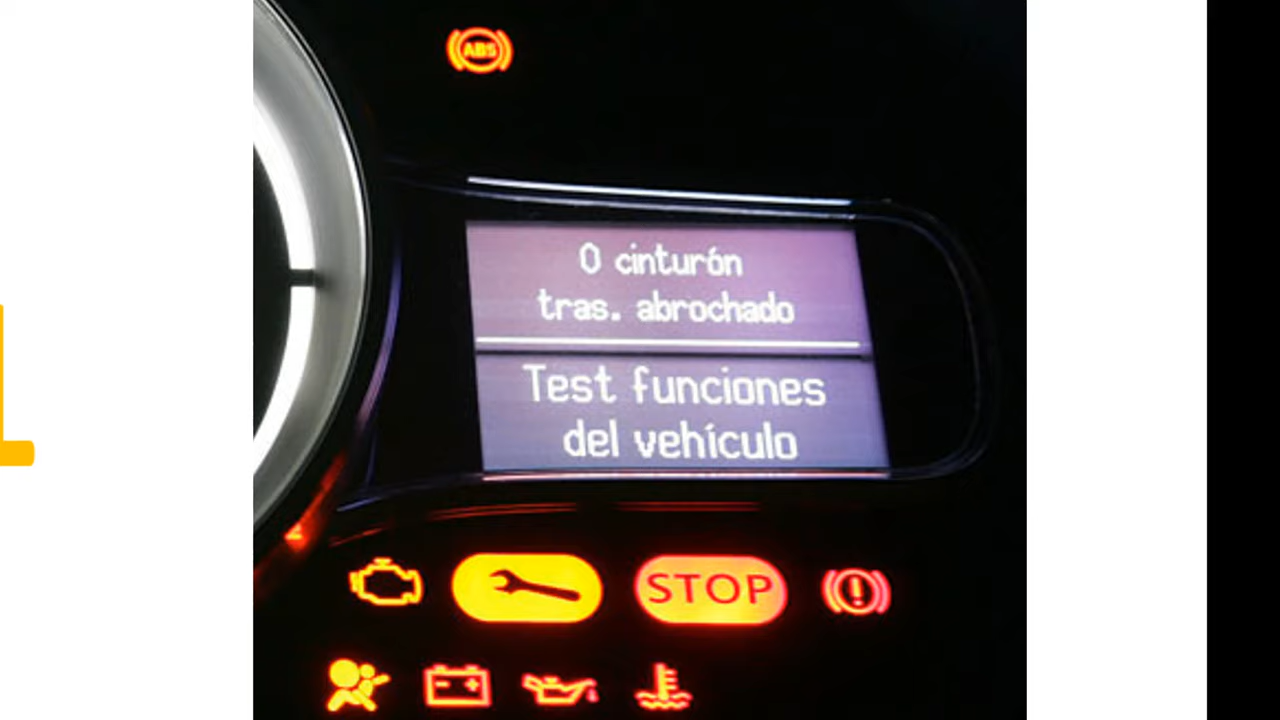 ABS
0 cinturón
tras. abrochado
Test funciones
del vehículo
STOP